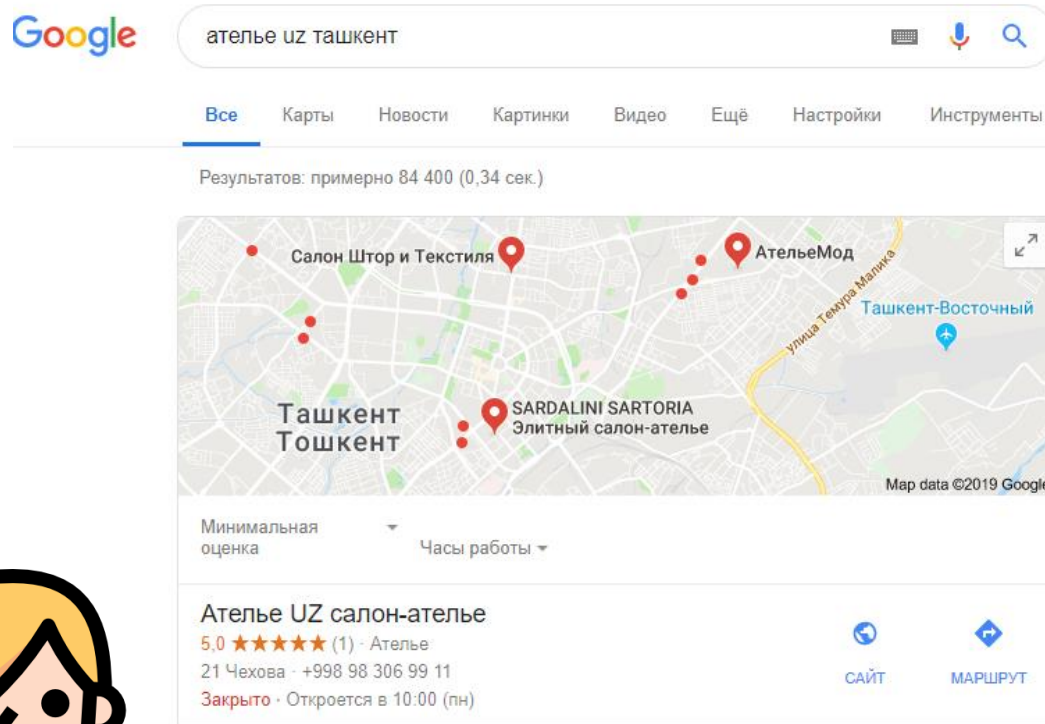 Google
ателье uz ташкент
Все Карты Новости Картинки Видео Ещё Настройки Инструменты
Результатов: примерно 84 400 (0,34 сек.)
Салон Штор и Текстиля
АтельеМод
улица Темура Малика
Ташкент-Восточный
SARDALINI SARTORIA
Элитный салон-ателье
Ташкент
Тошкент
Map data ©2019 Google
Минимальная
оценка
Часы работы
Ателье UZ салон-ателье
5,0 ★★★★★ (1) · Ателье
21 Чехова · +998 98 306 99 11
Закрыто · Откроется в 10:00 (пн)
САЙТ
МАРШРУТ